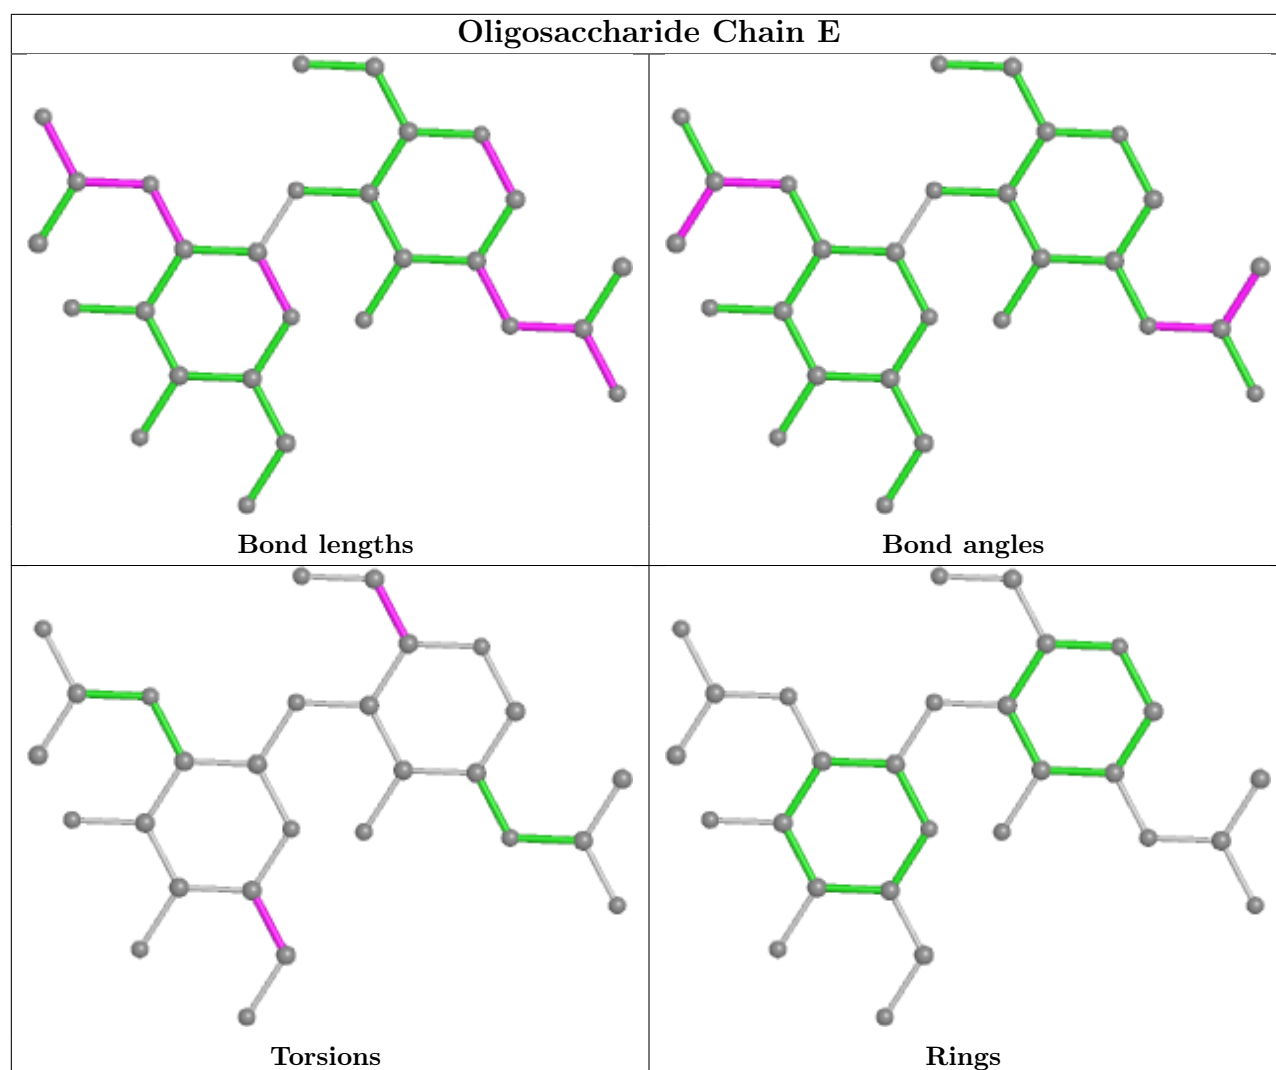 Oligosaccharide Chain E
Bond lengths
Bond angles
Torsions
Rings